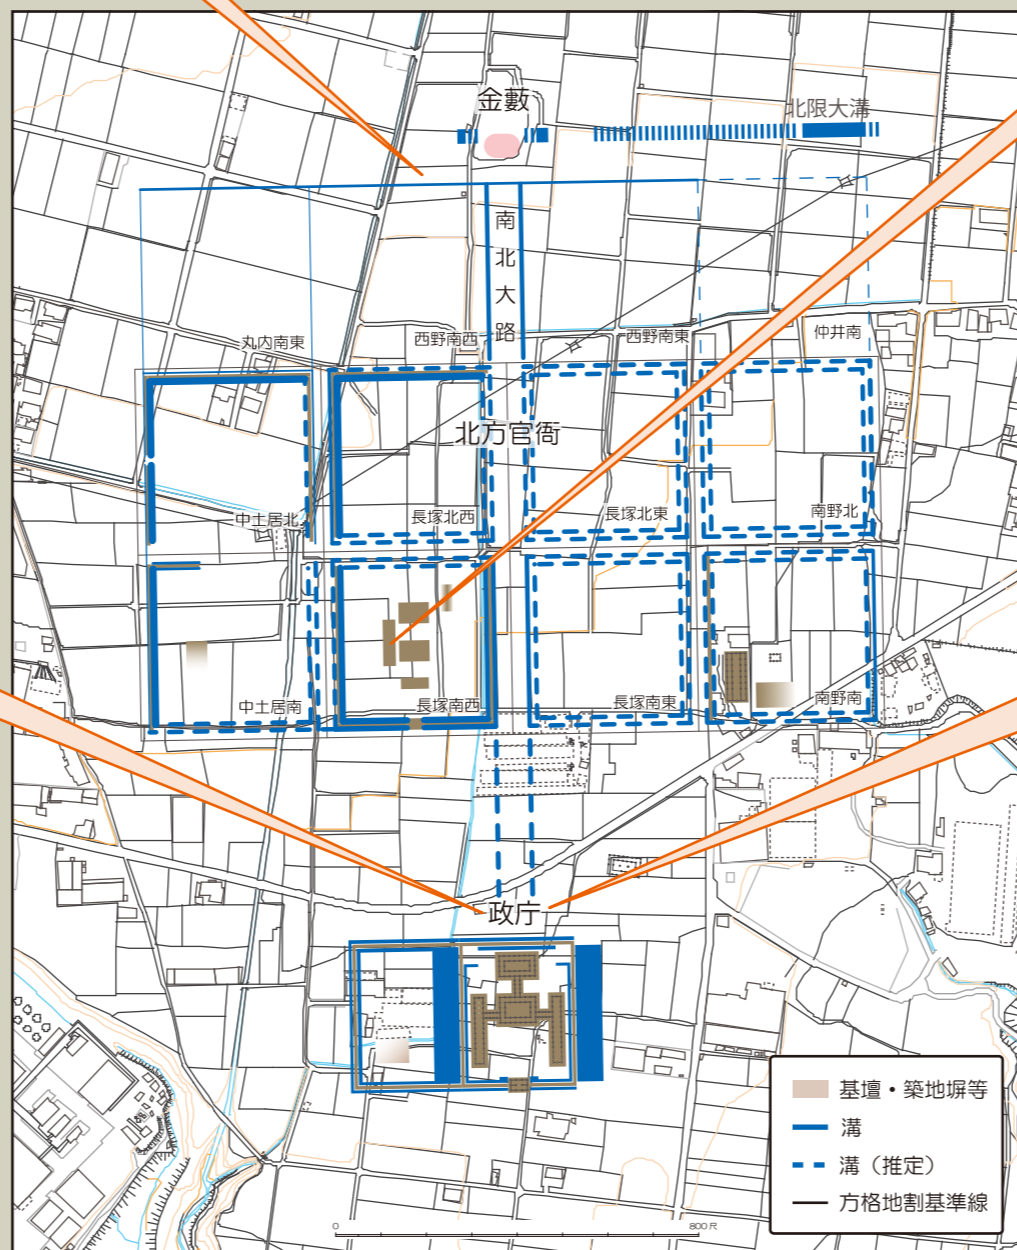 金藪
北限大溝
南北大路
丸内南東
西野南西
西野南東
仲井南
北方官衙
中土居北
長塚北西
長塚北東
南野北
中土居南
長塚南西
長塚南東
南野南
政庁
基壇・築地塀等
溝
溝（推定）
方格地割基準線
0
800尺